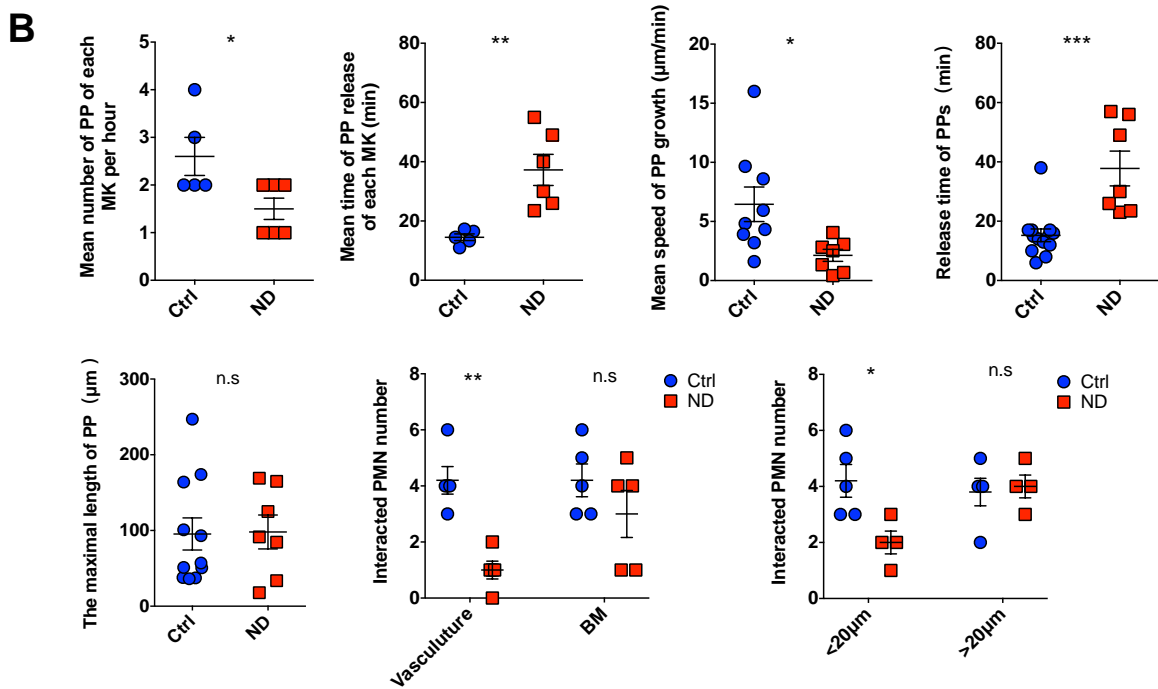 B
Mean number of PP of each
MK per hour
5
4
3
2
1
0
*
Ctrl
ND
Mean time of PP release
of each MK (min)
80
60
40
20
0
**
Ctrl
ND
Mean speed of PP growth (μm/min)
20
15
10
5
0
*
Ctrl
ND
Release time of PPs (min)
80
60
40
20
0
***
Ctrl
ND
The maximal length of PP (μm )
300
200
100
0
n.s
Ctrl
ND
Interacted PMN number
8
6
4
2
0
**
n.s
Vasculuture
BM
Ctrl
ND
Interacted PMN number
8
6
4
2
0
*
n.s
<20μm
>20μm
Ctrl
ND